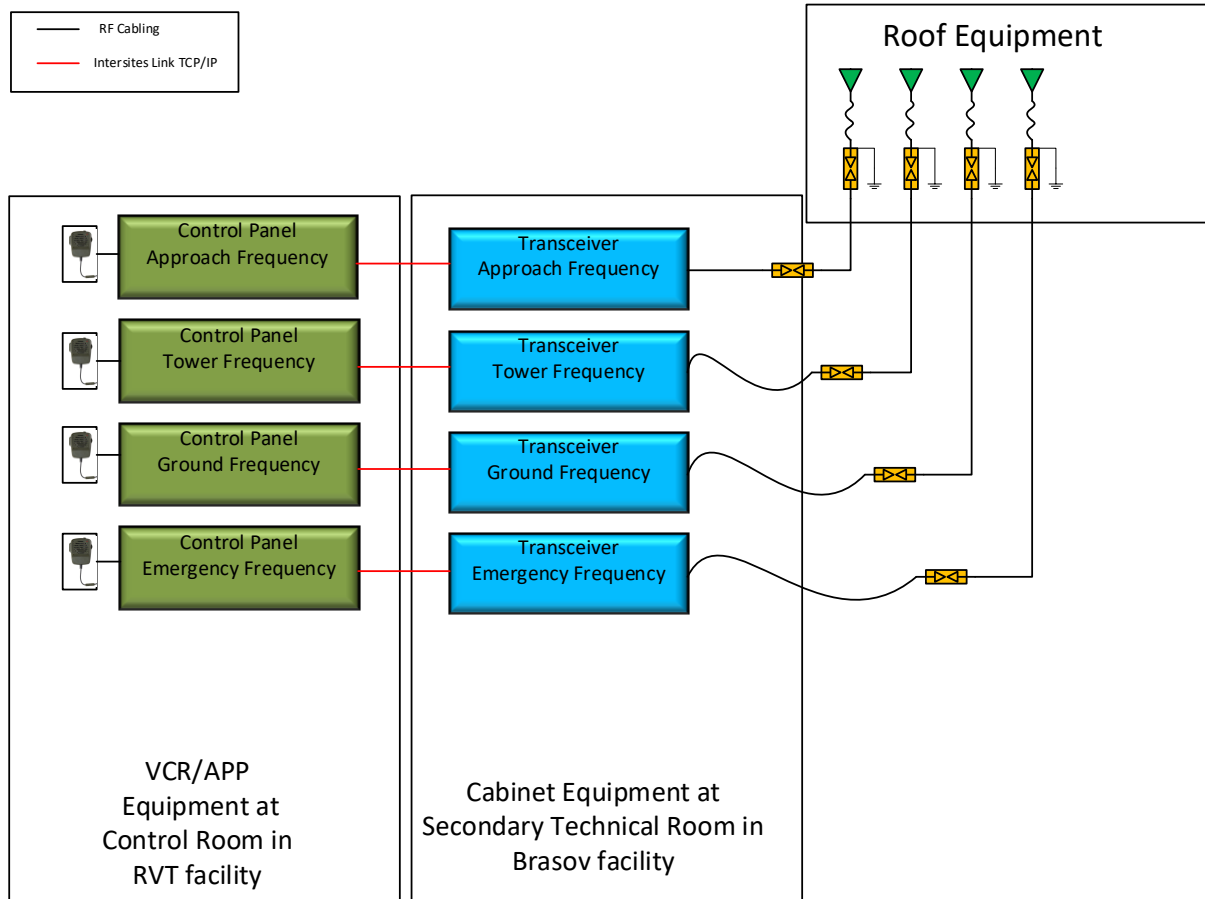 RF Cabling
Intersites Link TCP/IP
Roof Equipment
Control Panel
Approach Frequency
Transceiver
Approach Frequency
Control Panel
Tower Frequency
Transceiver
Tower Frequency
Control Panel
Ground Frequency
Transceiver
Ground Frequency
Control Panel
Emergency Frequency
Transceiver
Emergency Frequency
VCR/APP
Equipment at
Control Room in
RVT facility
Cabinet Equipment at
Secondary Technical Room in
Brasov facility